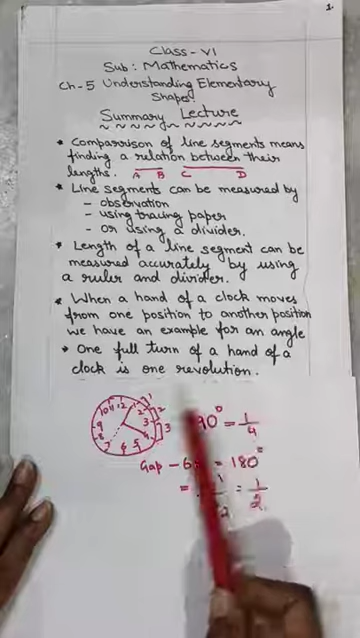 1.
Class - VI
Sub: Mathematics
Ch-5 Understanding Elementary
Shapes.
Summary Lecture
* Comparrison of line segments means
finding a relation between their
lengths. A B C D
* Line segments can be measured by
- observation
- using tracing paper
- or using a divider.
* Length of a line segment can be
measured accurately by using
a ruler and divider.
* When a hand of a clock moves
from one position to another position
we have an example for an angle
* One full turn of a hand of a
clock is one revolution.
90° = 1/4
Gap - 6 = 180°
= 1/2